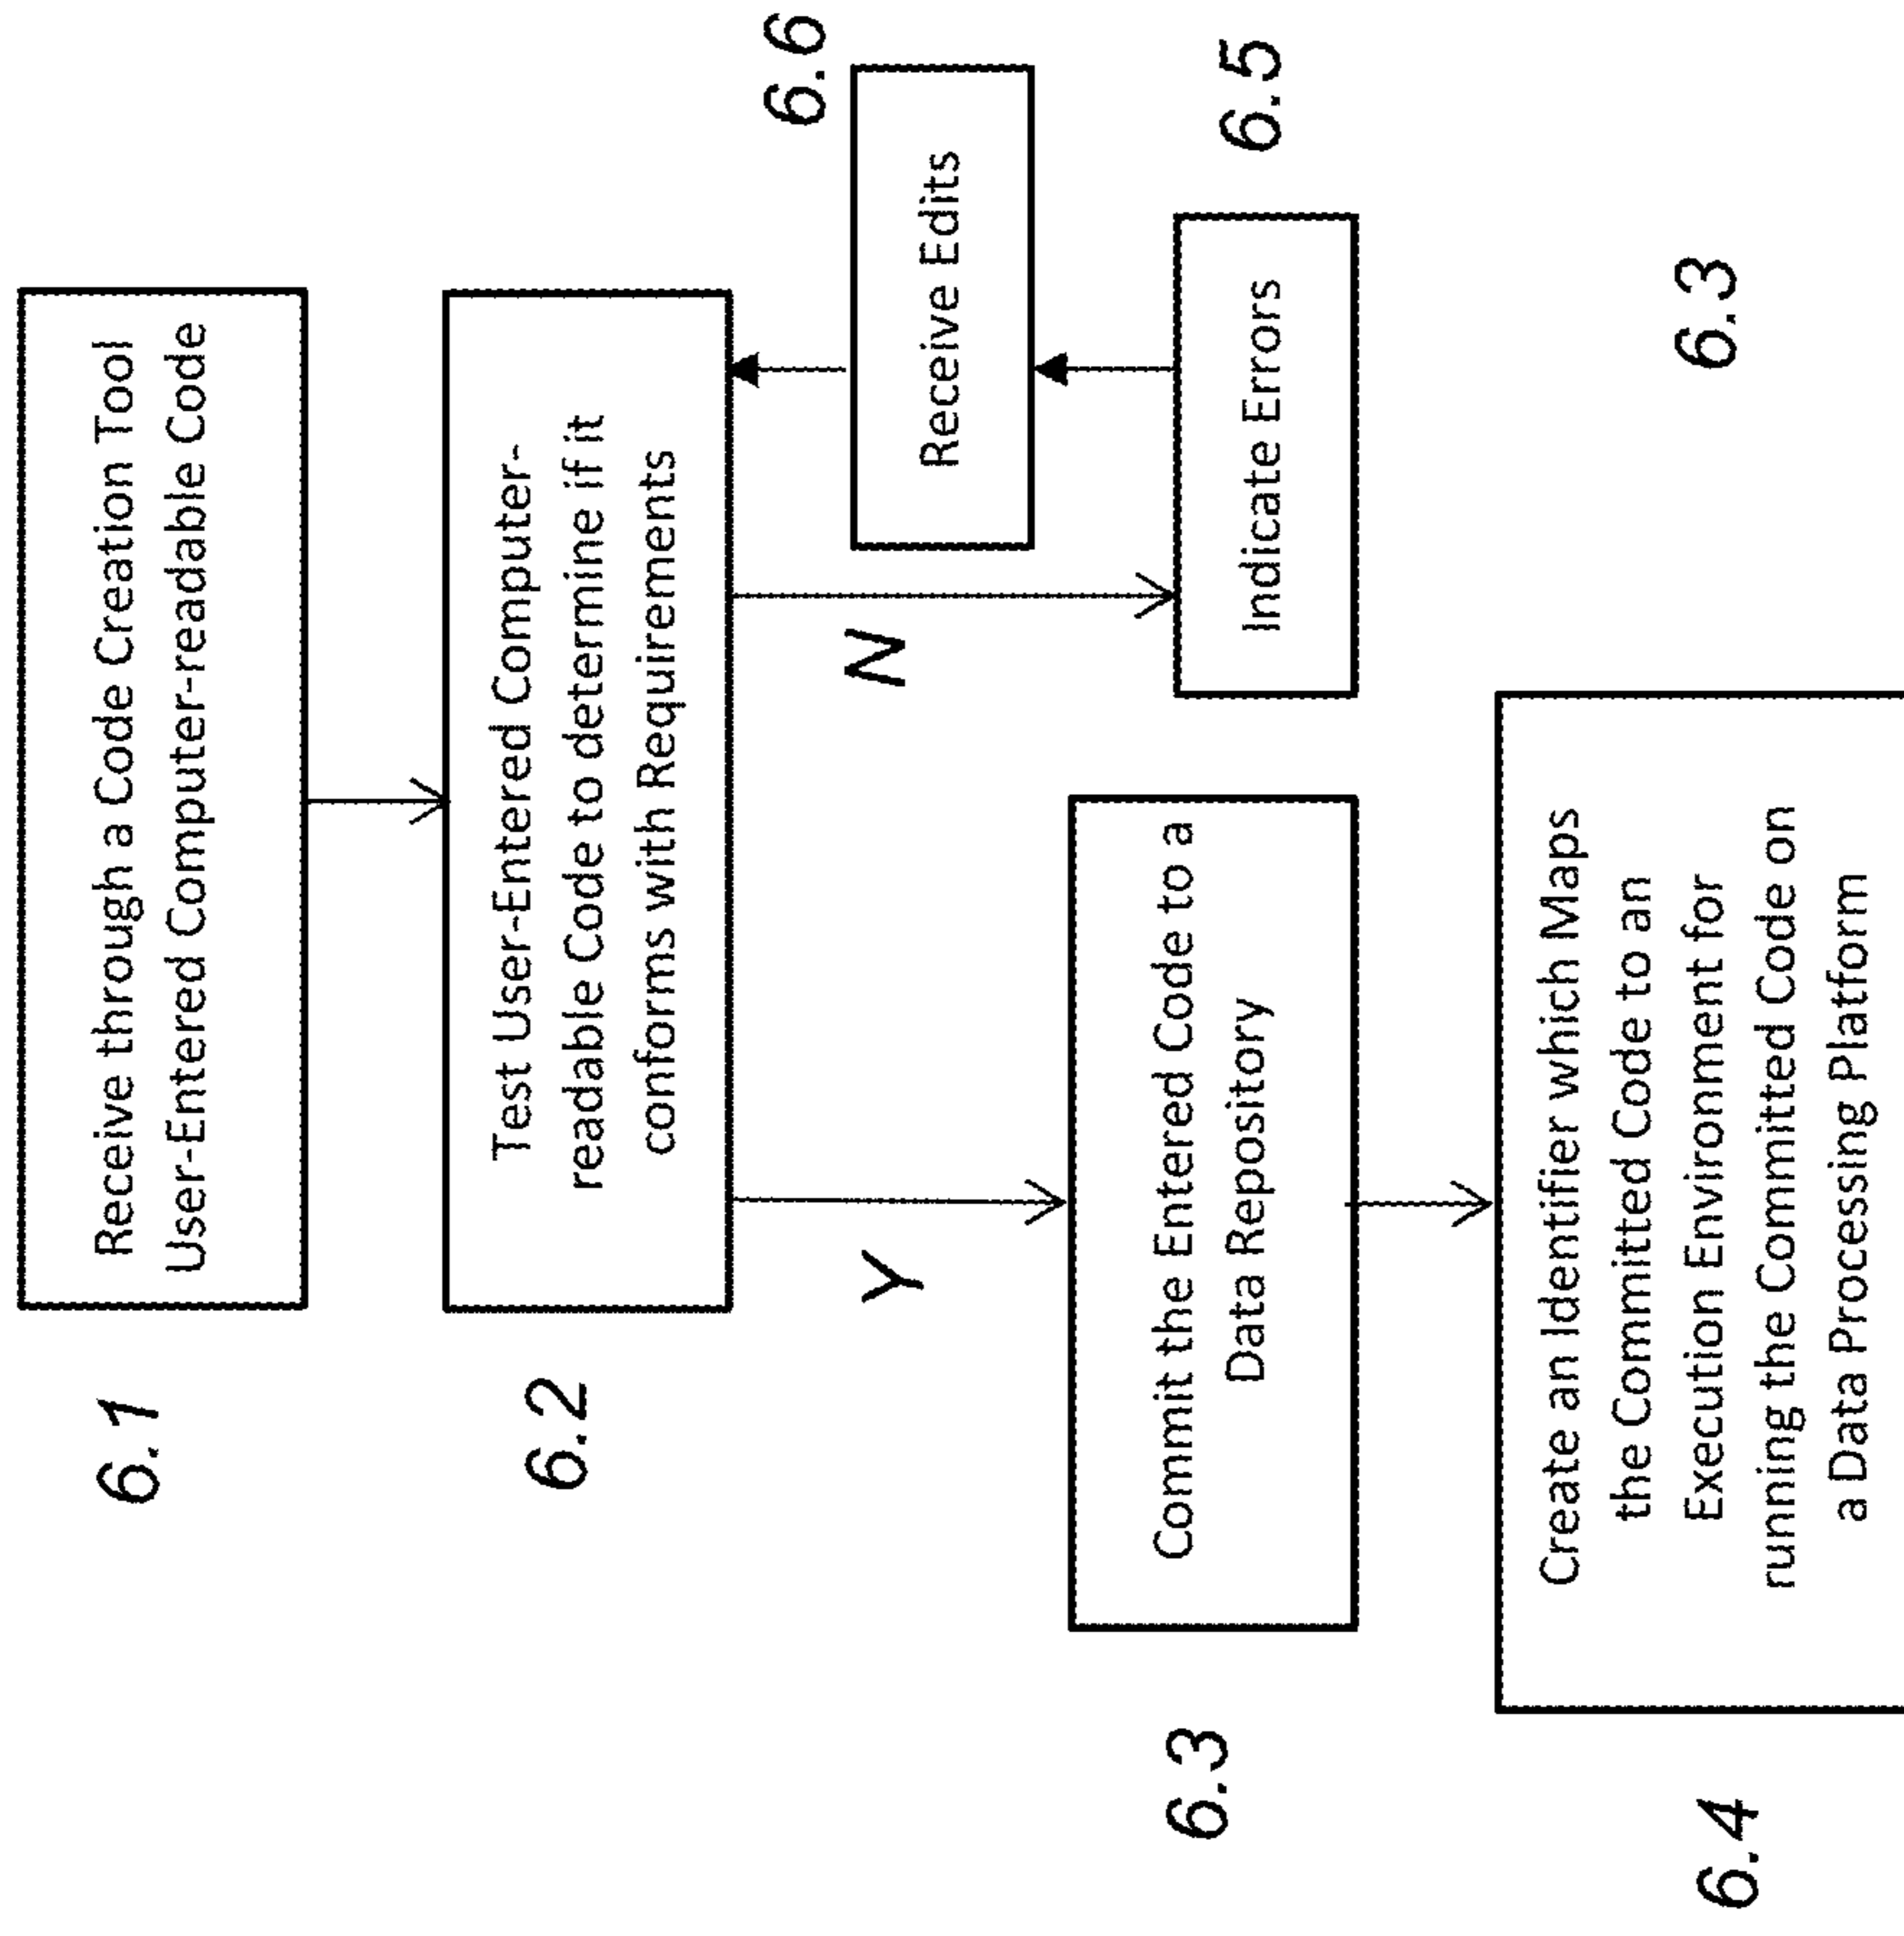 6.1
Receive through a Code Creation Tool
User-Entered Computer-readable Code
6.2
Test User-Entered Computer-
readable Code to determine if it
conforms with Requirements
Y
N
6.6
Receive Edits
6.5
Indicate Errors
6.3
Commit the Entered Code to a
Data Repository
6.3
6.4
Create an Identifier which Maps
the Committed Code to an
Execution Environment for
running the Committed Code on
a Data Processing Platform